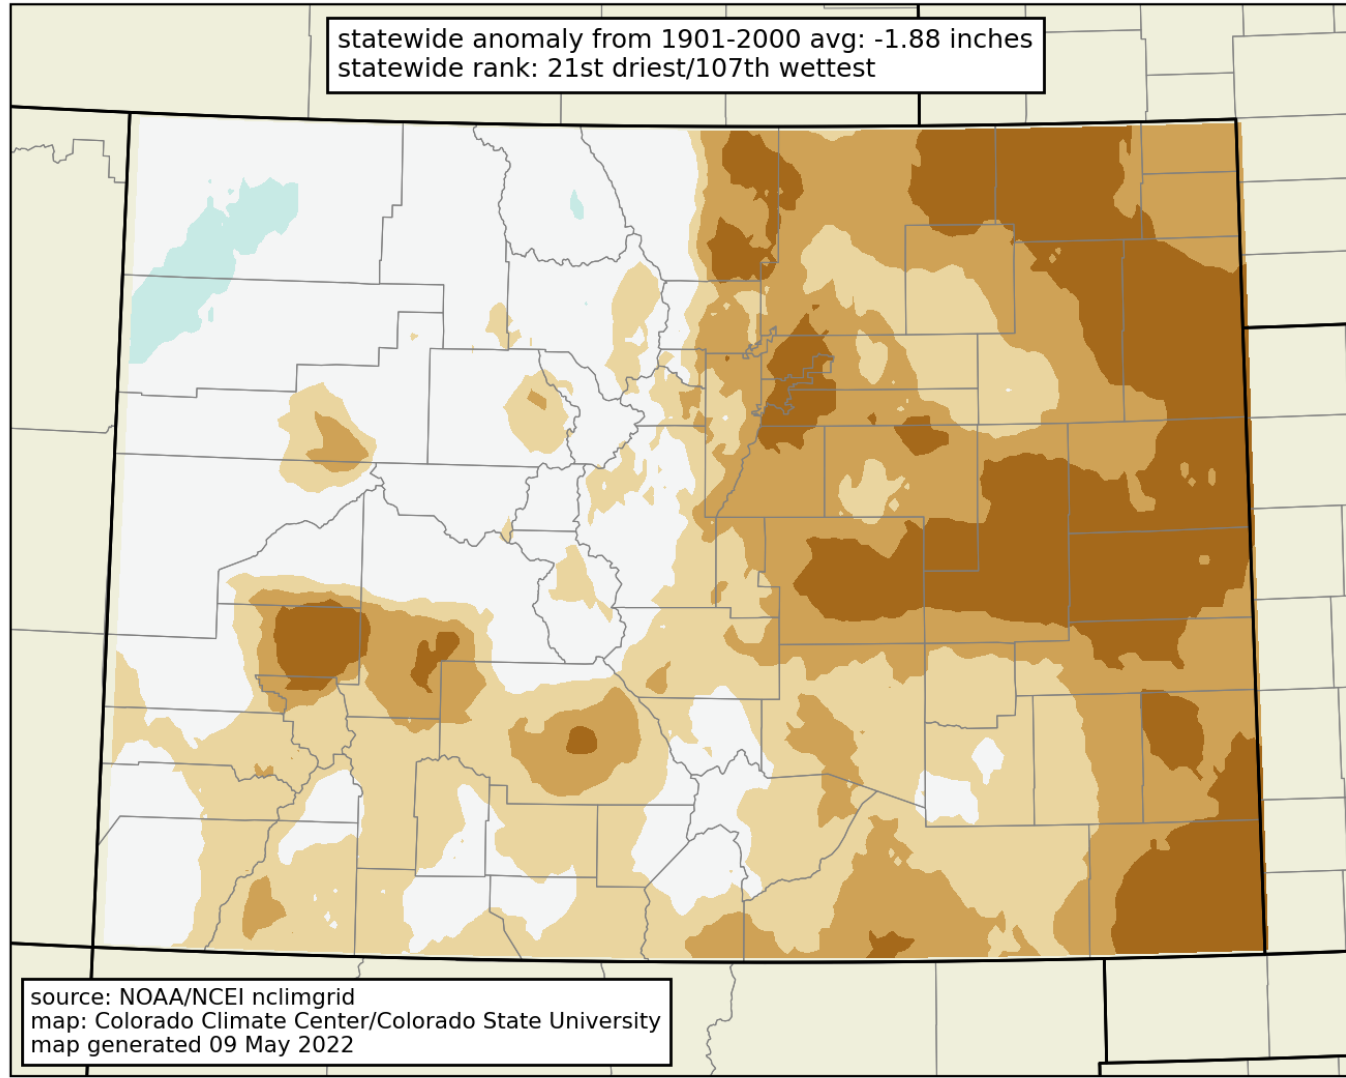 statewide anomaly from 1901-2000 avg: -1.88 inches
statewide rank: 21st driest/107th wettest
source: NOAA/NCEI nclimgrid
map: Colorado Climate Center/Colorado State University
map generated 09 May 2022